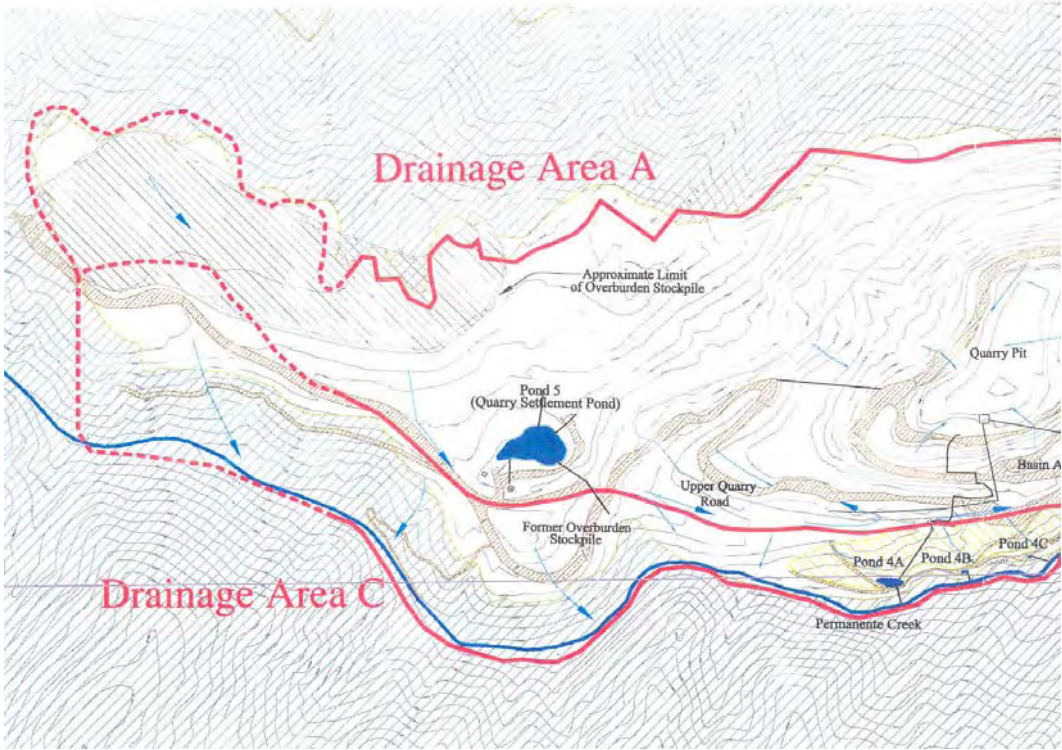 Drainage Area A
Approximate Limit
of Overburden Stockpile
Quarry Pit
Pond 5
(Quarry Settlement Pond)
Basin A
Upper Quarry
Road
Former Overburden
Stockpile
Pond 4A
Pond 4B
Pond 4C
Drainage Area C
Permanente Creek